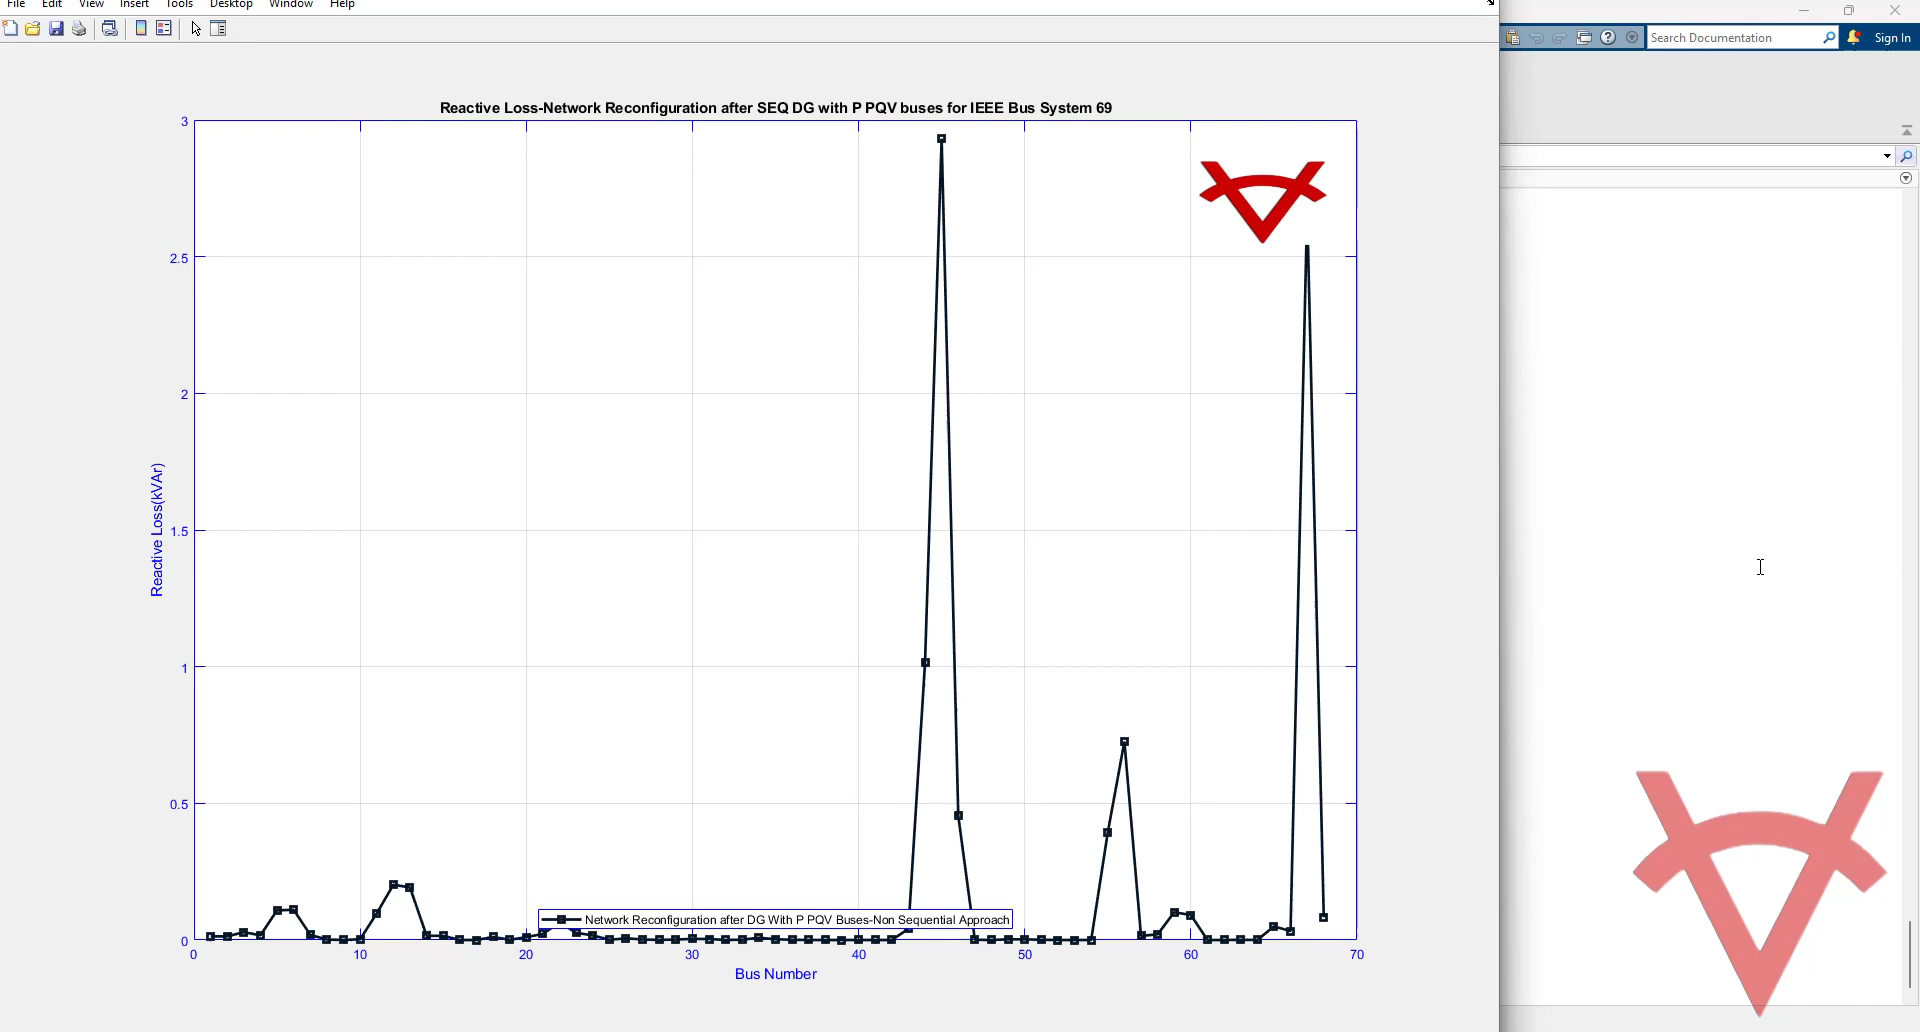 File Edit View Insert Tools Desktop Window Help
Search Documentation
Sign In
Reactive Loss-Network Reconfiguration after SEQ DG with P PQV buses for IEEE Bus System 69
3
2.5
2
1.5
1
0.5
0
Reactive Loss(kVAr)
Network Reconfiguration after DG With P PQV Buses-Non Sequential Approach
0 10 20 30 40 50 60 70
Bus Number